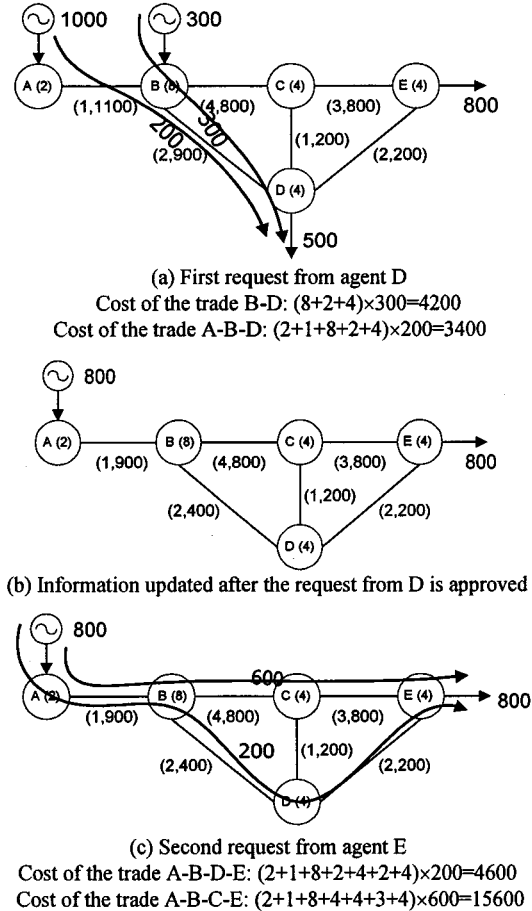 1000
300
A (2)
B (8)
C (4)
E (4)
(1,1100)
(4,800)
(3,800)
800
200
300
(2,900)
(1,200)
(2,200)
D (4)
500
(a) First request from agent D
Cost of the trade B-D: (8+2+4)×300=4200
Cost of the trade A-B-D: (2+1+8+2+4)×200=3400
800
A (2)
B (8)
C (4)
E (4)
(1,900)
(4,800)
(3,800)
800
(2,400)
(1,200)
(2,200)
D (4)
(b) Information updated after the request from D is approved
800
600
A (2)
B (8)
C (4)
E (4)
800
(1,900)
(4,800)
(3,800)
200
(1,200)
(2,400)
(2,200)
D (4)
(c) Second request from agent E
Cost of the trade A-B-D-E: (2+1+8+2+4+2+4)×200=4600
Cost of the trade A-B-C-E: (2+1+8+4+4+3+4)×600=15600